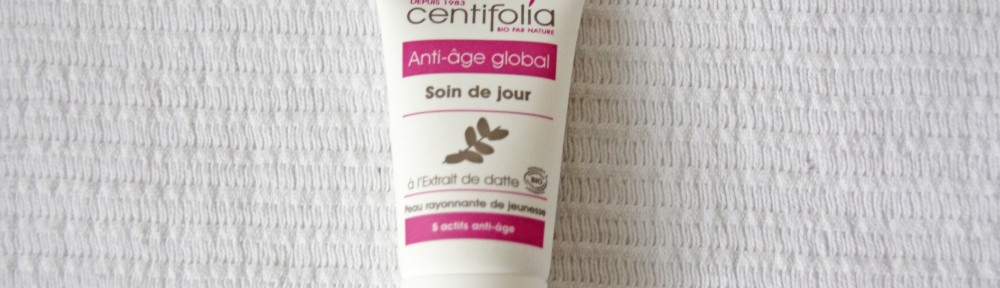 DEPUIS 1983
centifolia
BIO PAR NATURE
Anti-âge global
Soin de jour
à l'Extrait de datte
BIO
Peau rayonnante de jeunesse
5 actifs anti-âge